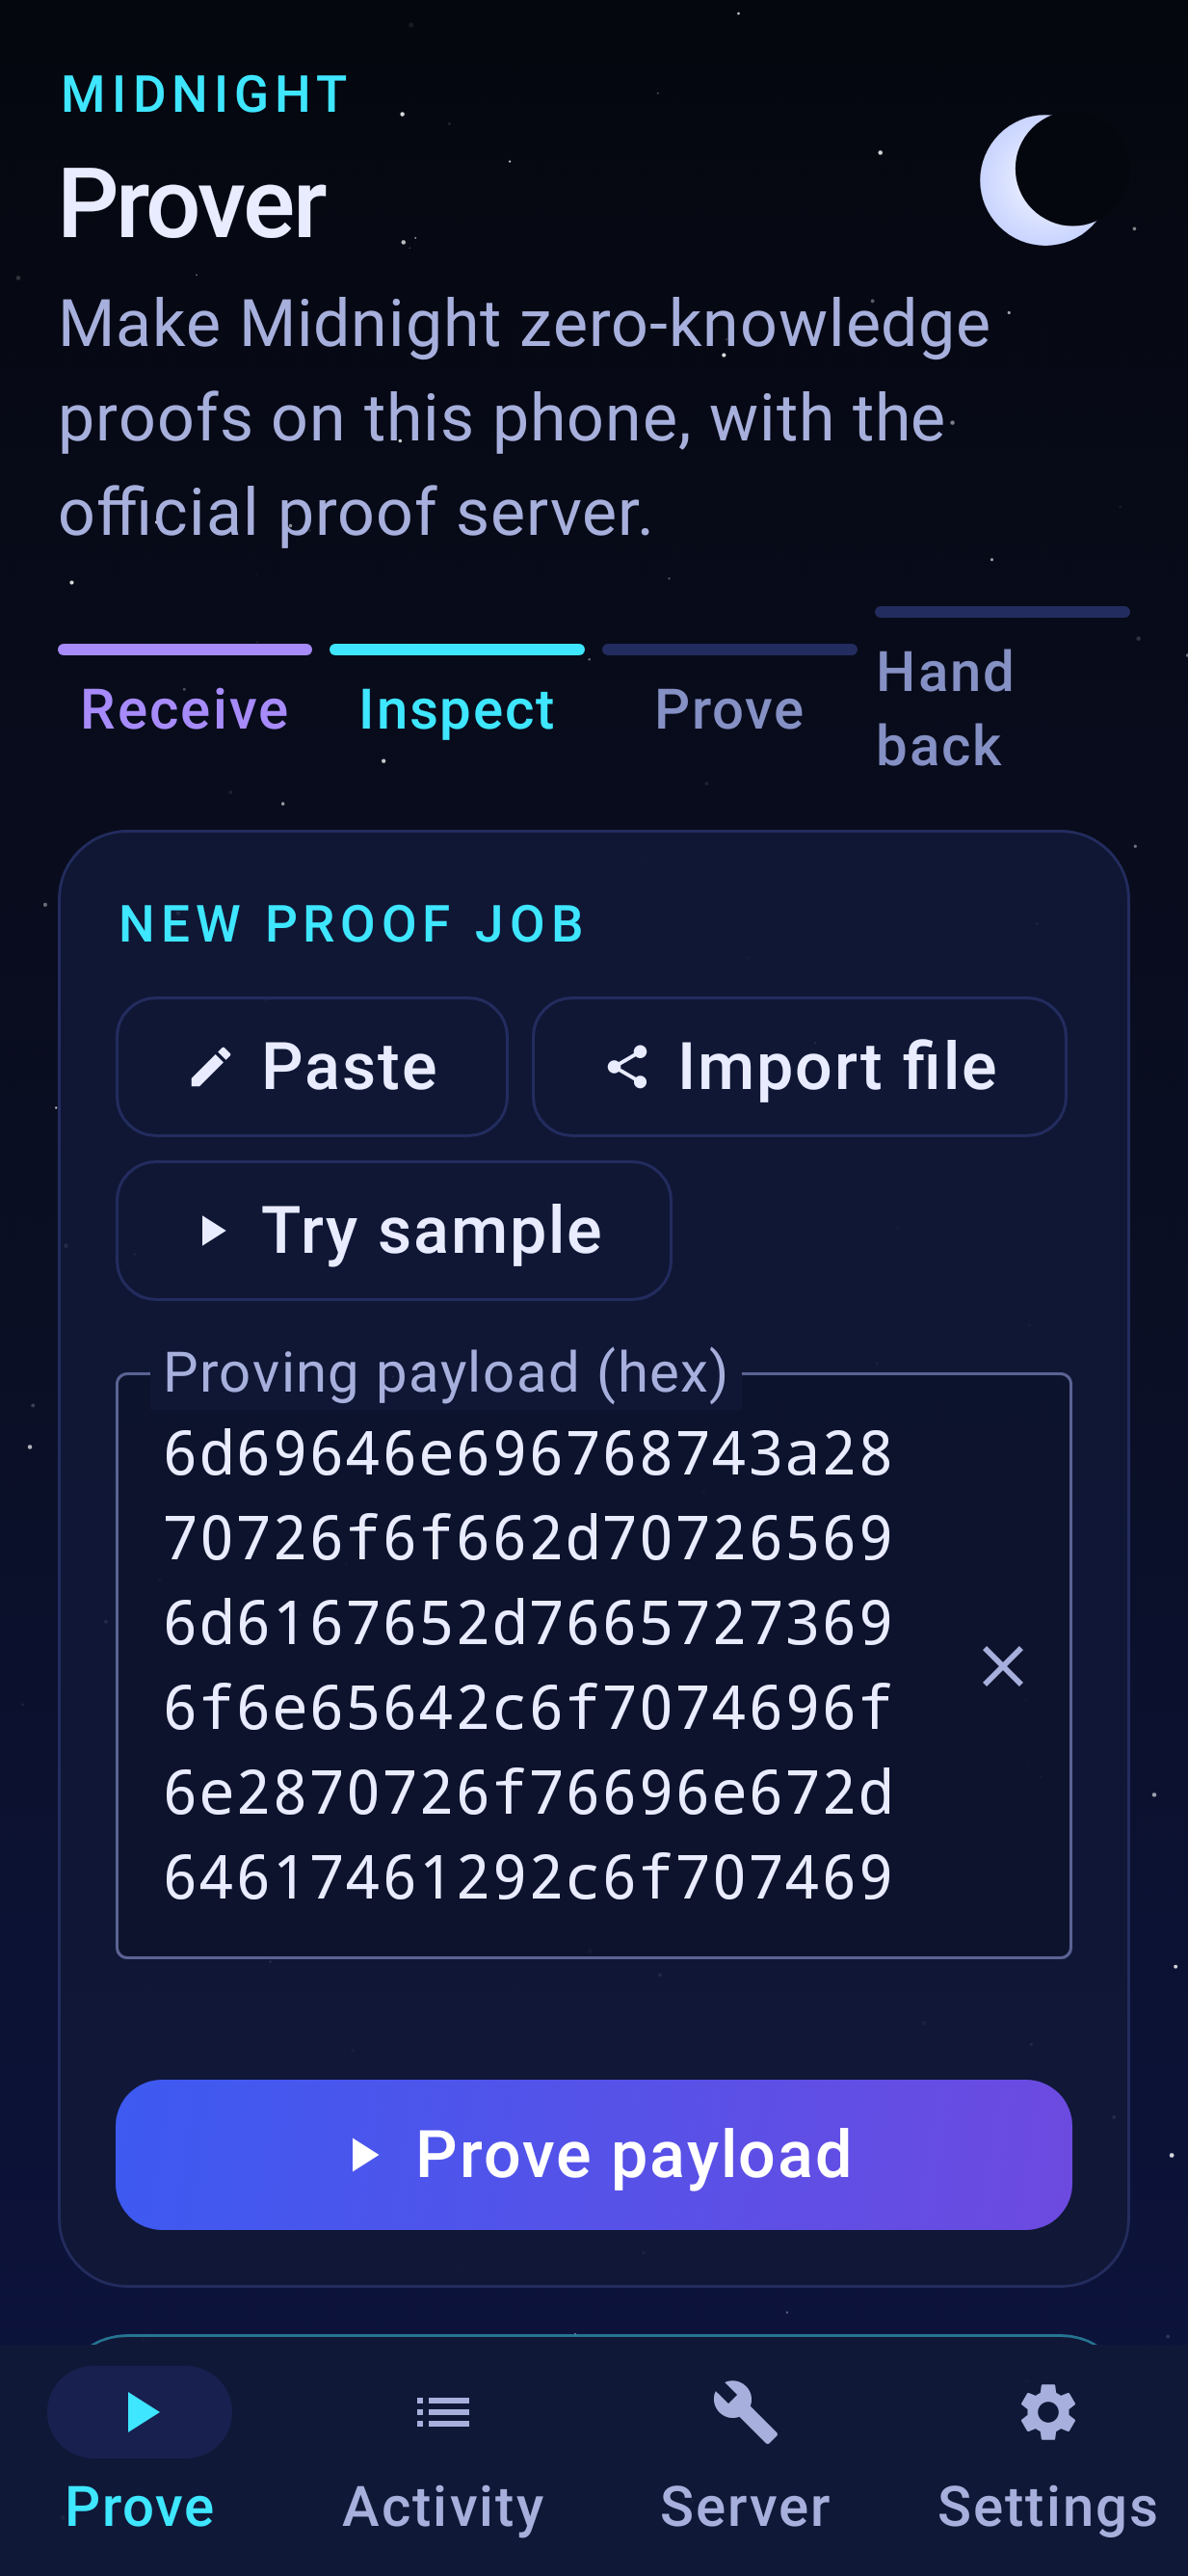 MIDNIGHT
Prover
Make Midnight zero-knowledge
proofs on this phone, with the
official proof server.
Receive
Inspect
Prove
Hand
back
NEW PROOF JOB
Paste
Import file
Try sample
Proving payload (hex)
6d69646e696768743a28
70726f6f662d70726569
6d6167652d7665727369
6f6e65642c6f7074696f
6e2870726f76696e672d
64617461292c6f707469
Prove payload
Prove
Activity
Server
Settings